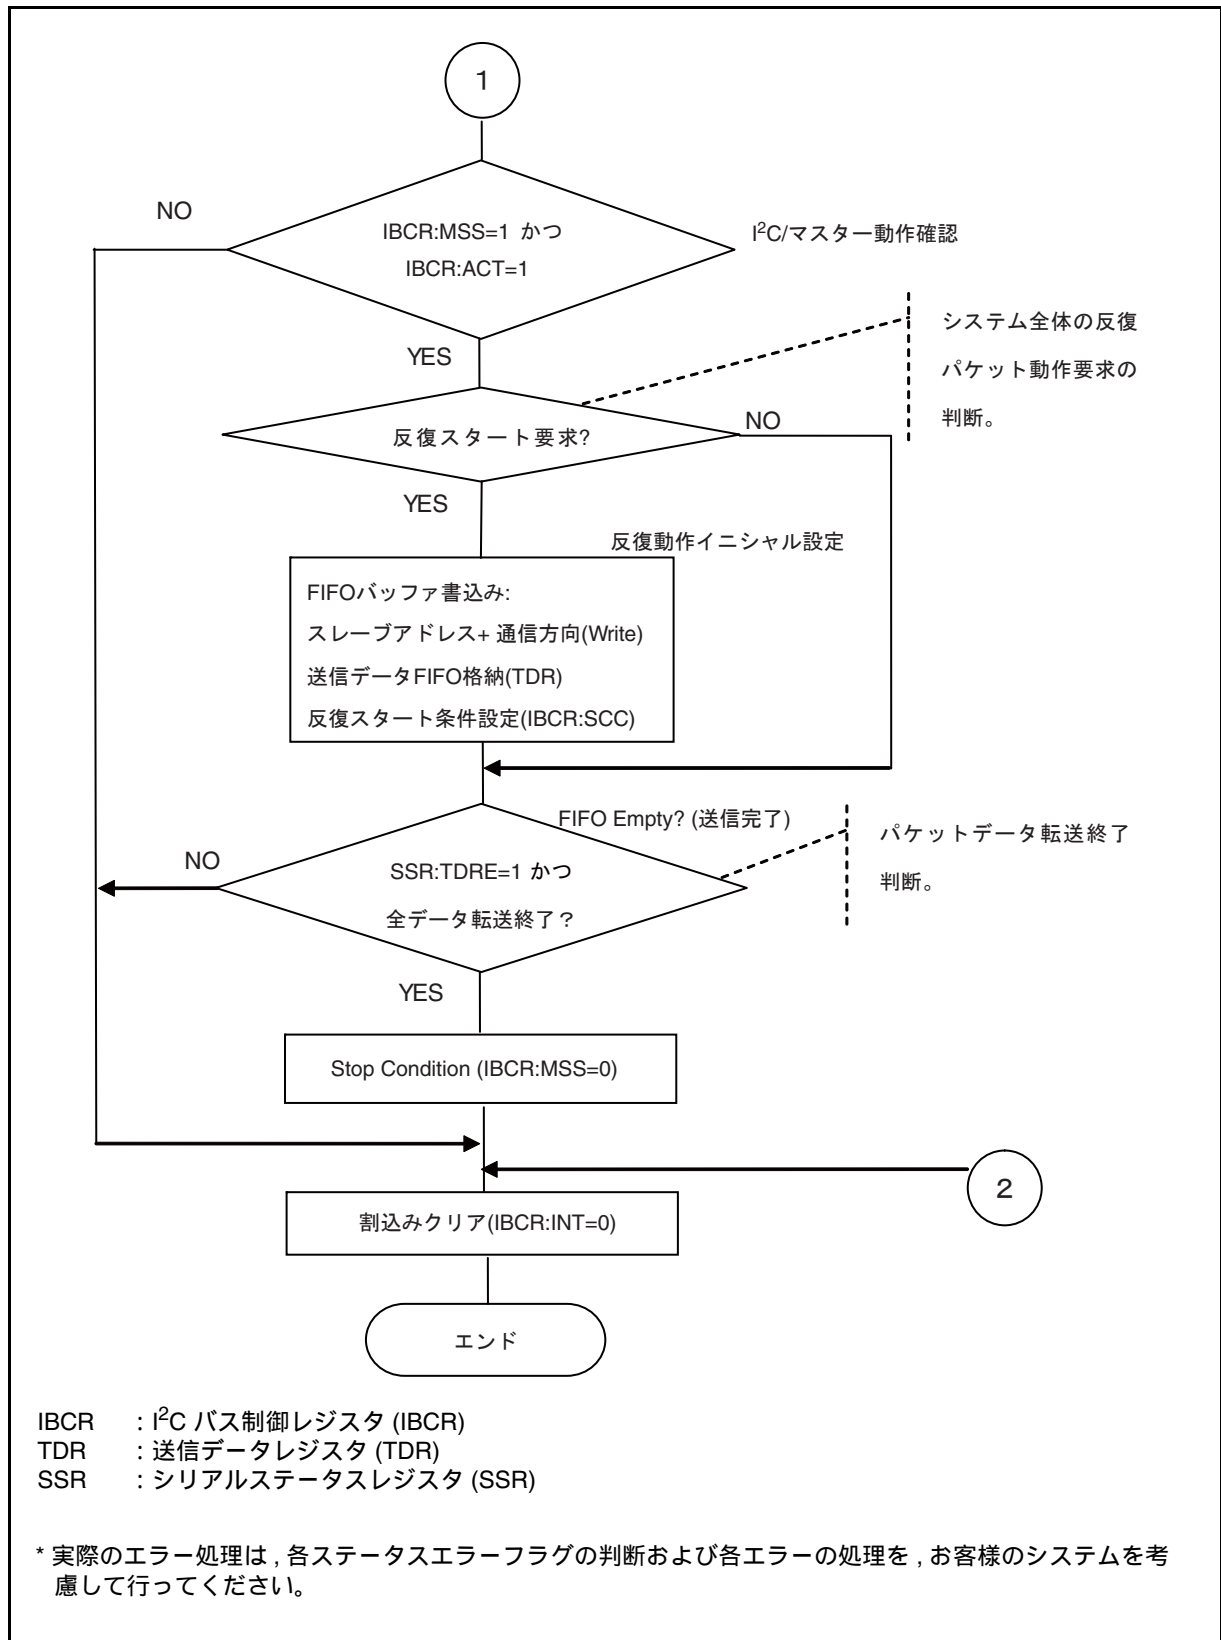 1
IBCR:MSS=1 かつ
IBCR:ACT=1
NO
I²C/マスター動作確認
YES
システム全体の反復
パケット動作要求の
判断。
反復スタート要求?
NO
YES
反復動作イニシャル設定
FIFOバッファ書込み:
スレーブアドレス+ 通信方向(Write)
送信データFIFO格納(TDR)
反復スタート条件設定(IBCR:SCC)
FIFO Empty? (送信完了)
パケットデータ転送終了
判断。
NO
SSR:TDRE=1 かつ
全データ転送終了？
YES
Stop Condition (IBCR:MSS=0)
2
割込みクリア(IBCR:INT=0)
エンド
IBCR : I²C バス制御レジスタ (IBCR)
TDR : 送信データレジスタ (TDR)
SSR : シリアルステータスレジスタ (SSR)
* 実際のエラー処理は , 各ステータスエラーフラグの判断および各エラーの処理を , お客様のシステムを考
慮して行ってください。